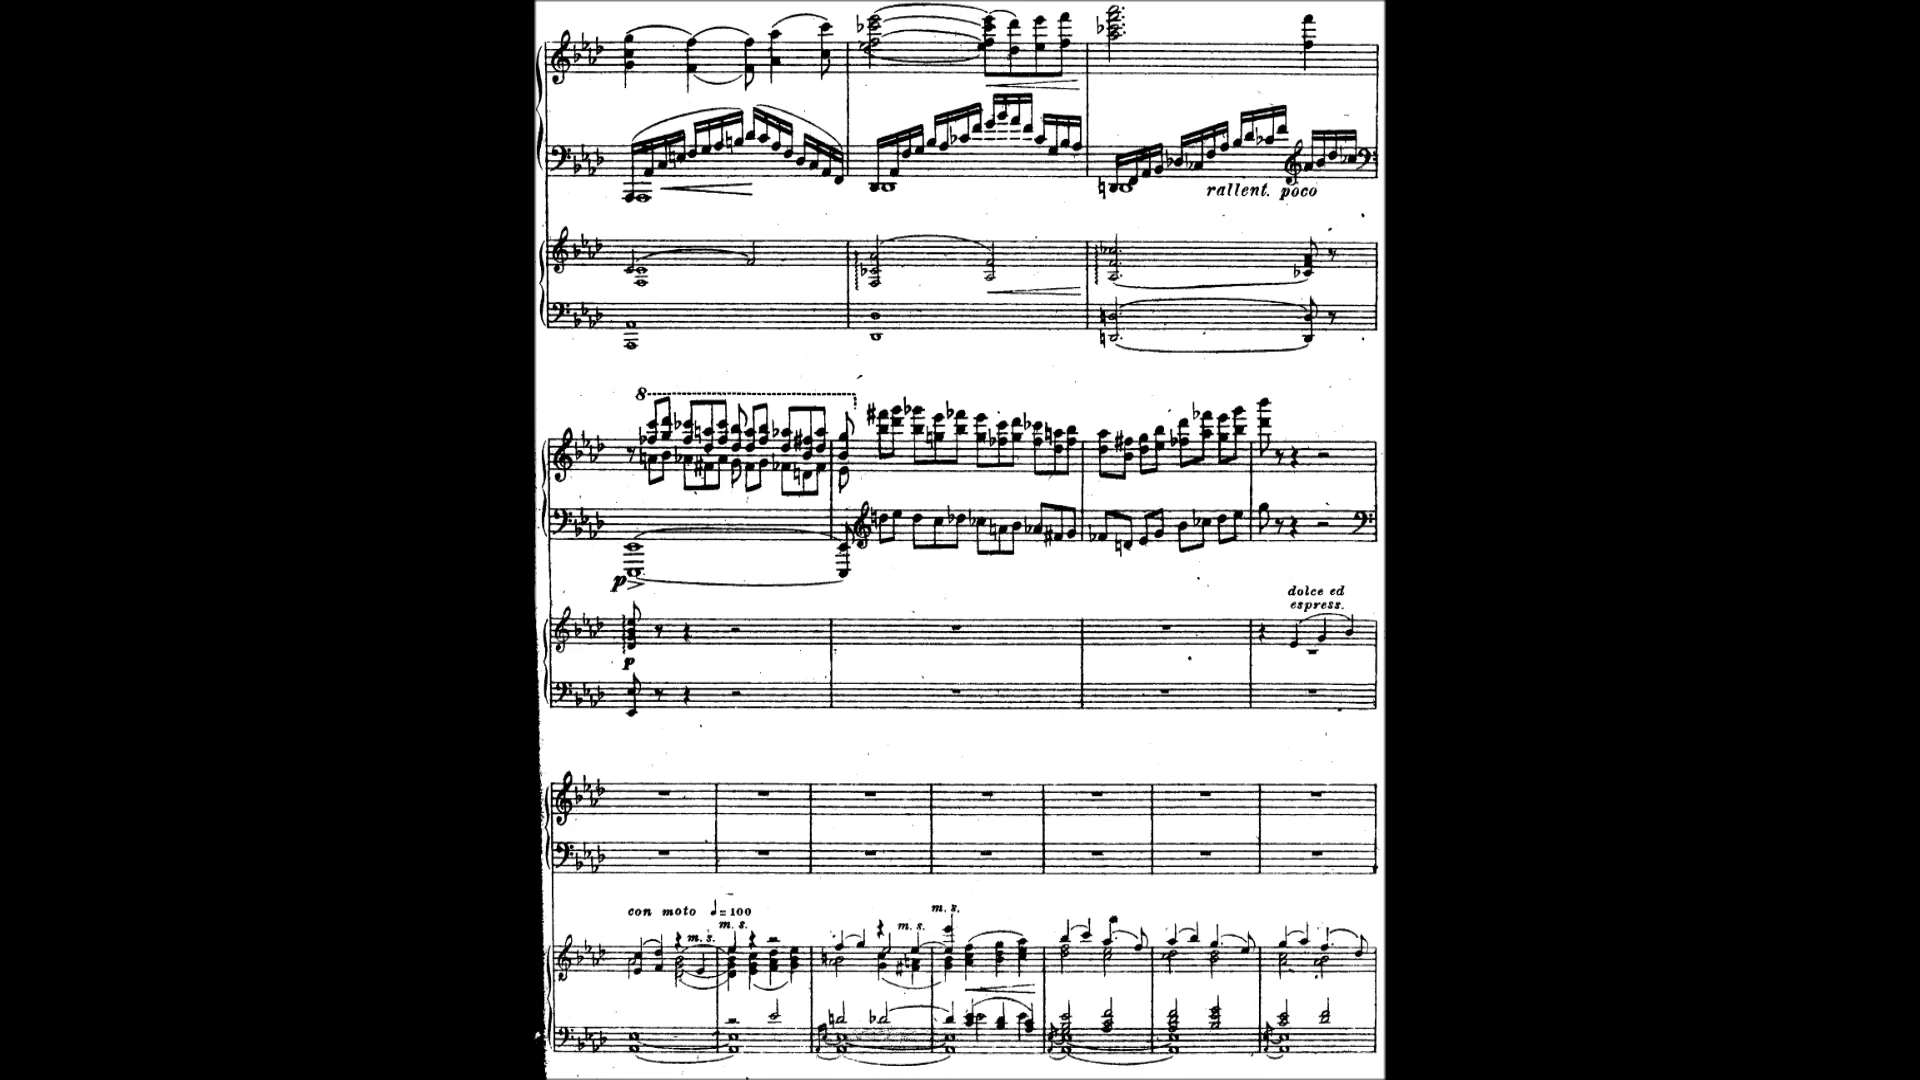 rallent. poco
8
p
dolce ed
espress.
p
con moto ♩=100
m. s.
m. s.
m. s.
m. s.